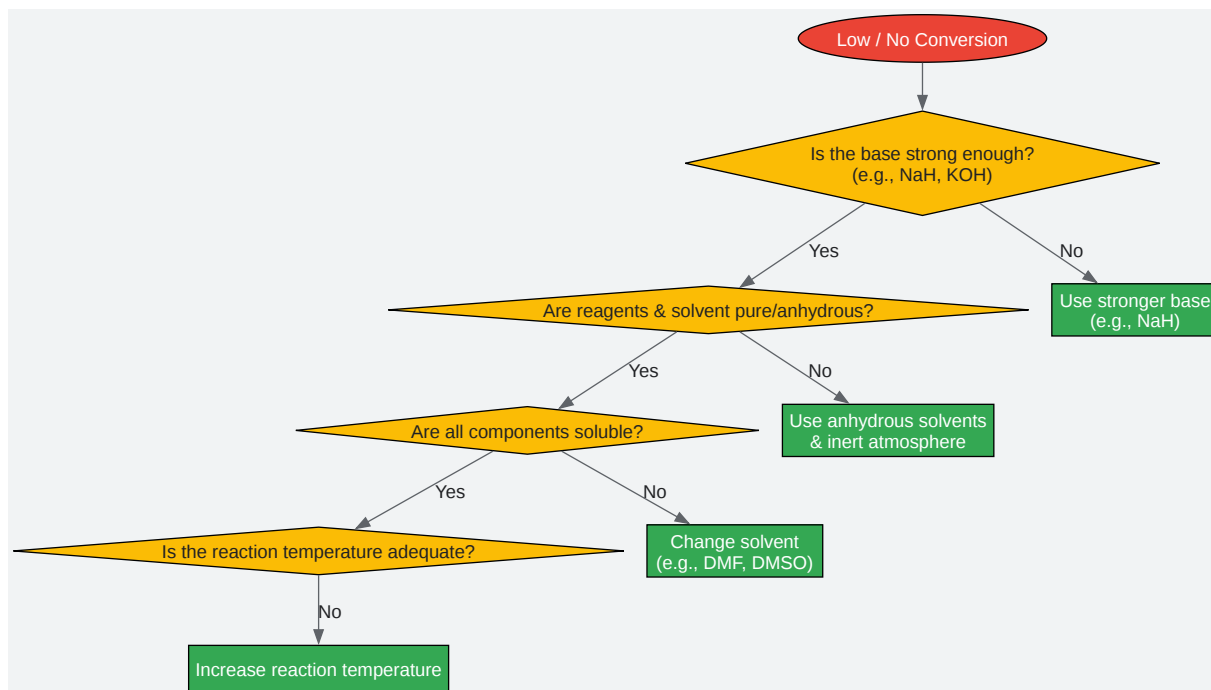 Low / No Conversion
Is the base strong enough?
(e.g., NaH, KOH)
Yes
No
Use stronger base
(e.g., NaH)
Are reagents & solvent pure/anhydrous?
Yes
No
Use anhydrous solvents
& inert atmosphere
Are all components soluble?
Yes
No
Change solvent
(e.g., DMF, DMSO)
Is the reaction temperature adequate?
No
Increase reaction temperature